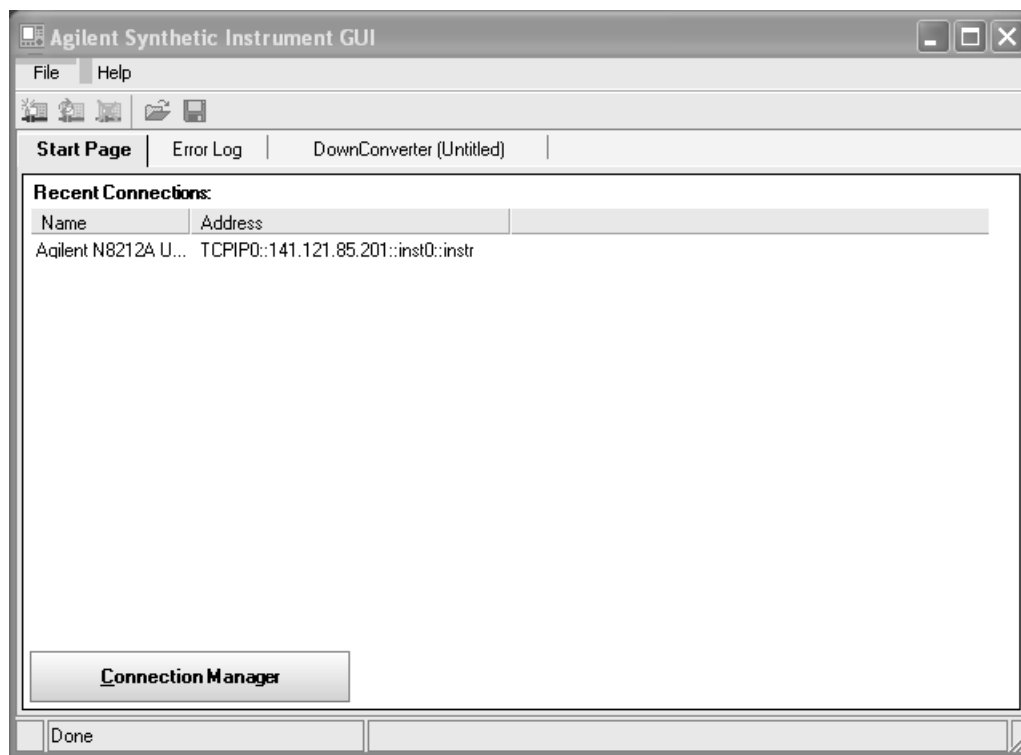 Agilent Synthetic Instrument GUI
File Help
Start Page Error Log DownConverter (Untitled)
Recent Connections:
Name Address
Agilent N8212A U... TCPIP0::141.121.85.201::inst0::instr
Connection Manager
Done